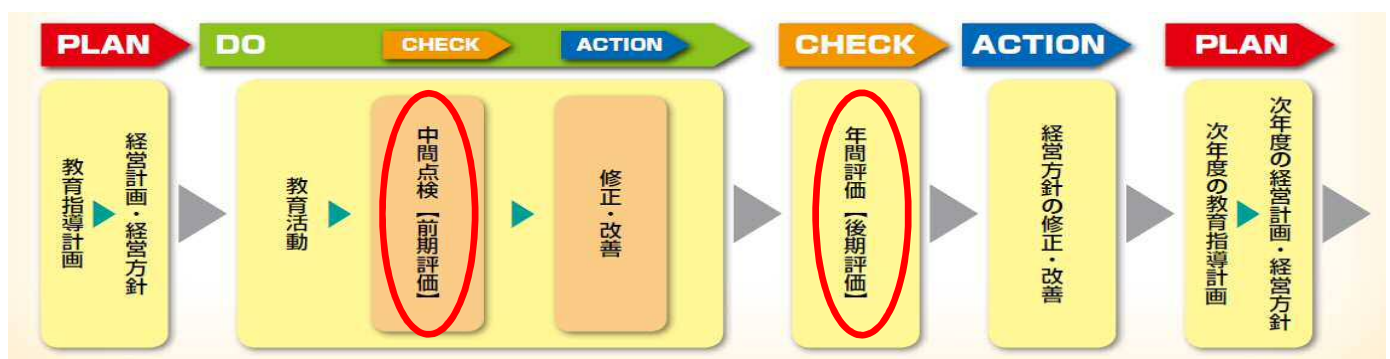 PLAN
DO
CHECK
ACTION
CHECK
ACTION
PLAN
経営計画・経営方針
教育指導計画
教育活動
中間点検【前期評価】
修正・改善
年間評価【後期評価】
経営方針の修正・改善
次年度の経営計画・経営方針
次年度の教育指導計画